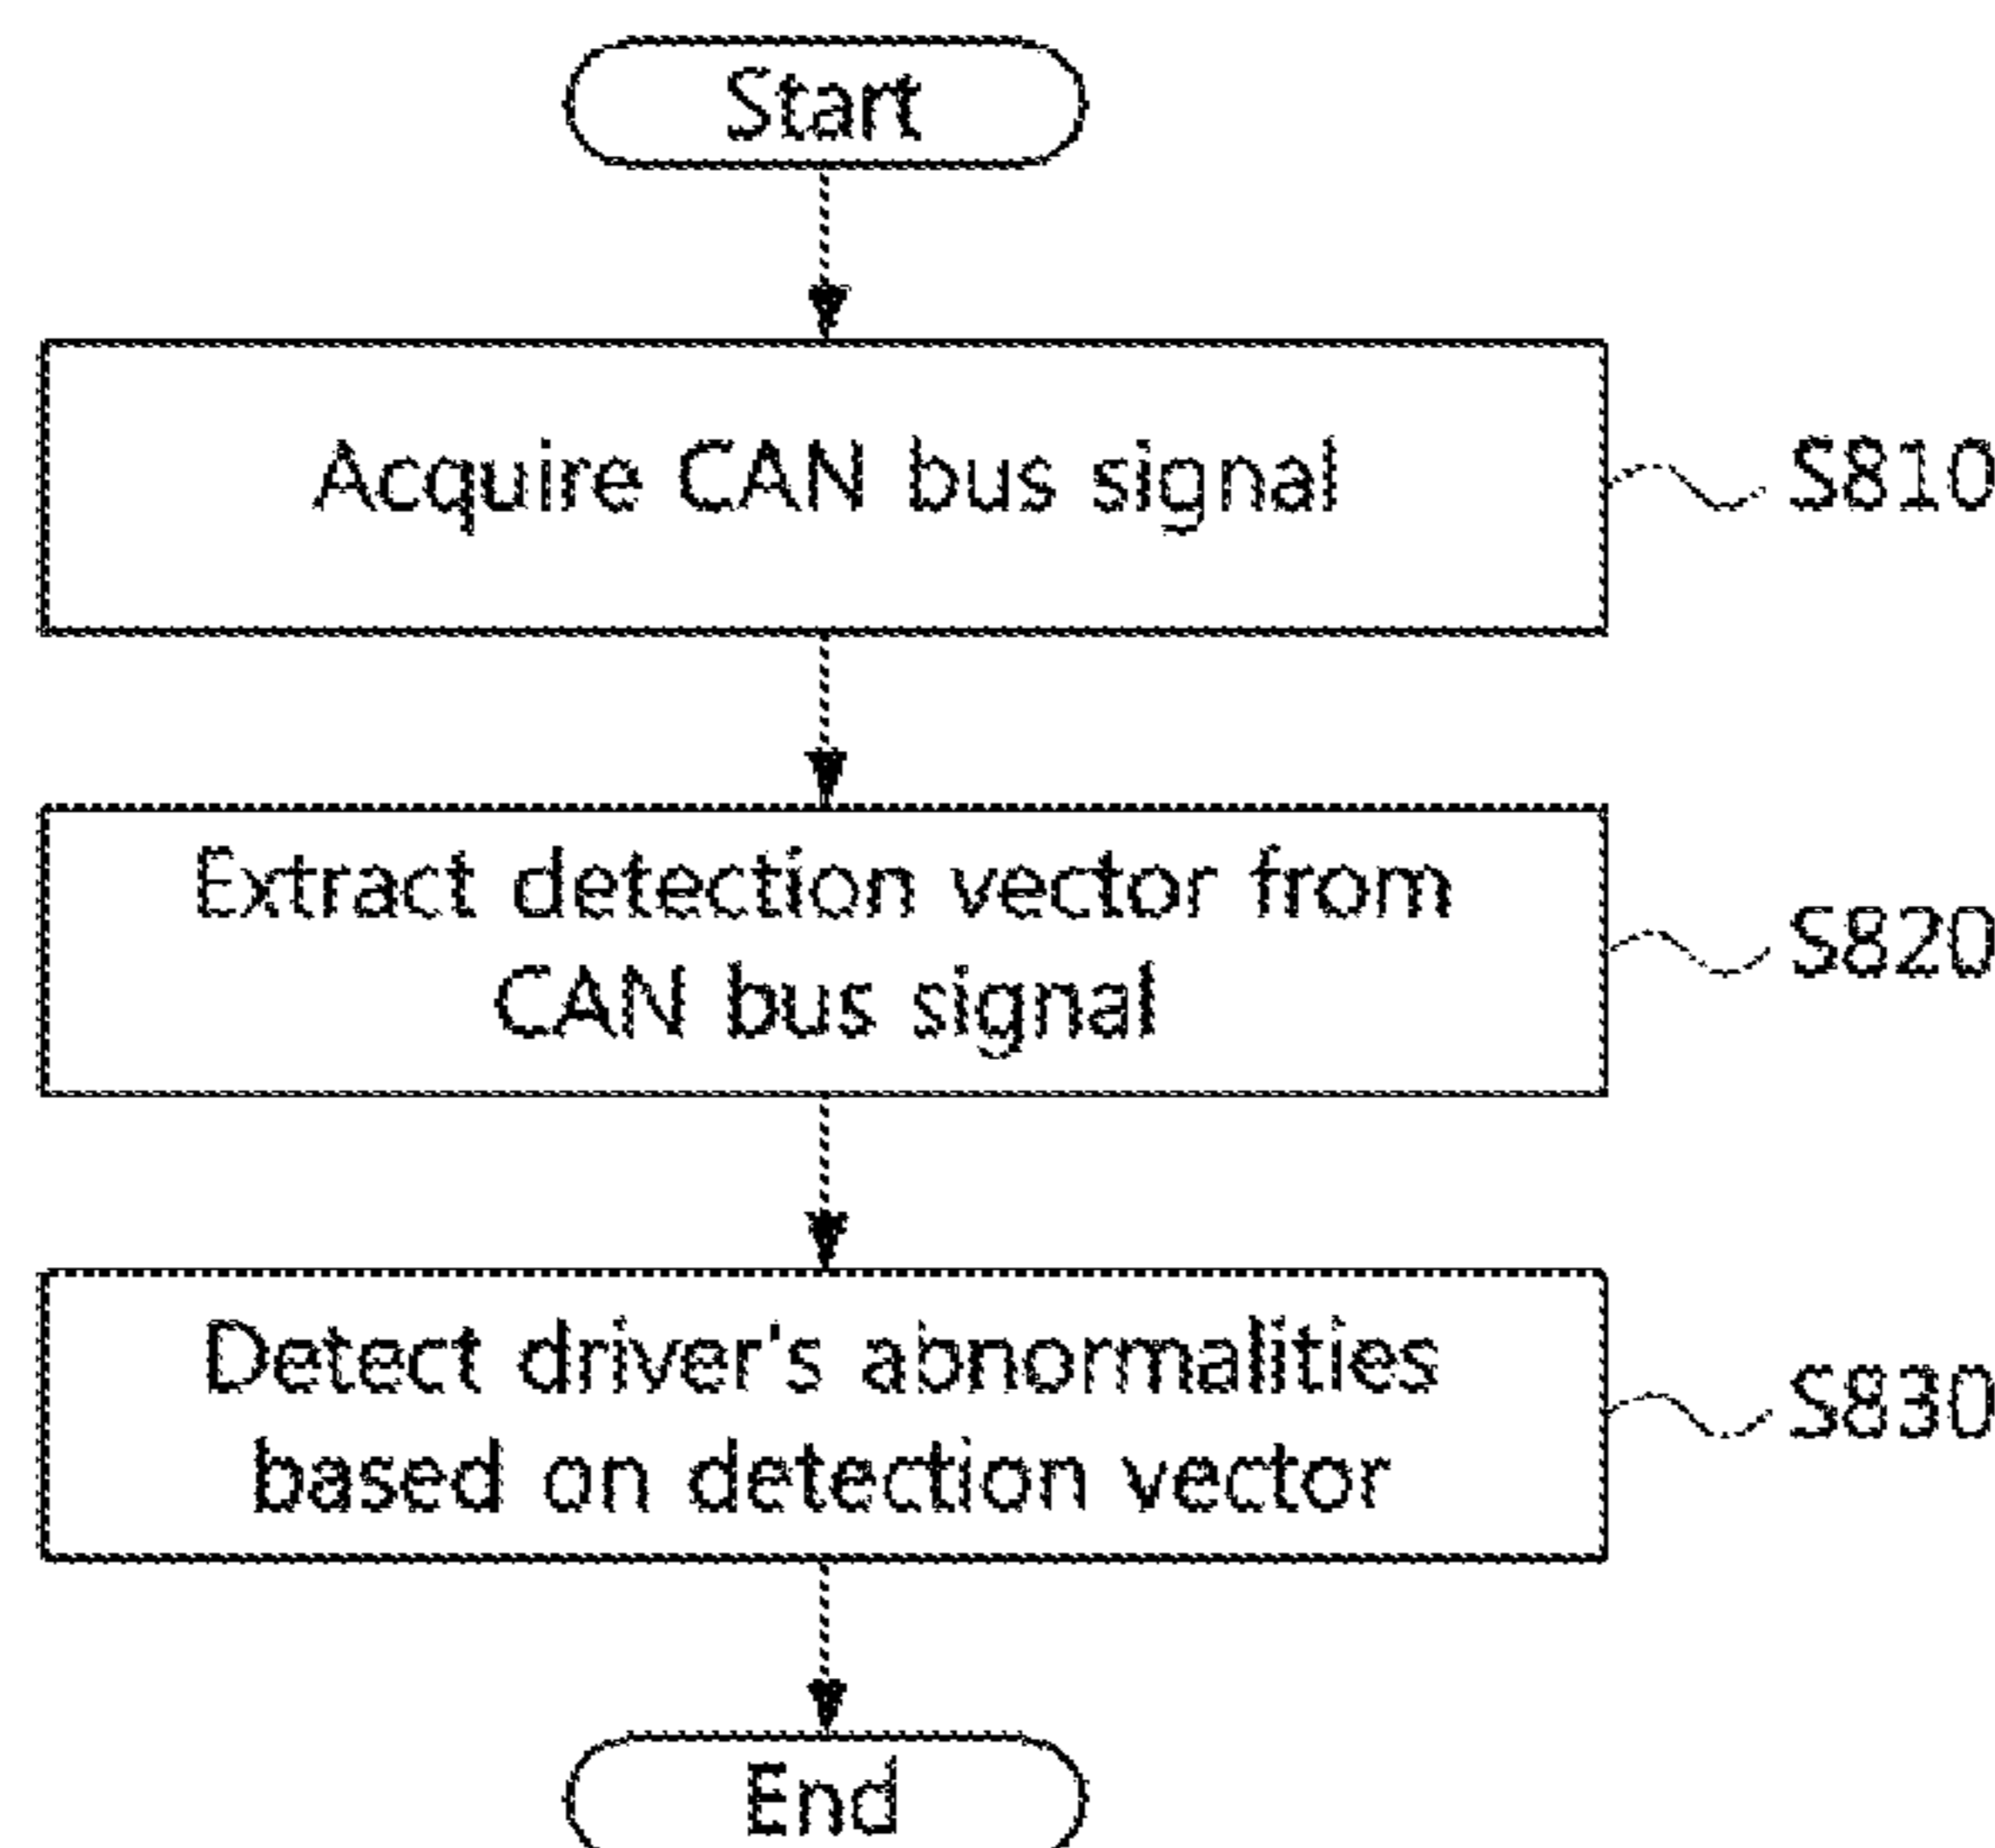 Start
Acquire CAN bus signal
S810
Extract detection vector from
CAN bus signal
S820
Detect driver's abnormalities
based on detection vector
S830
End